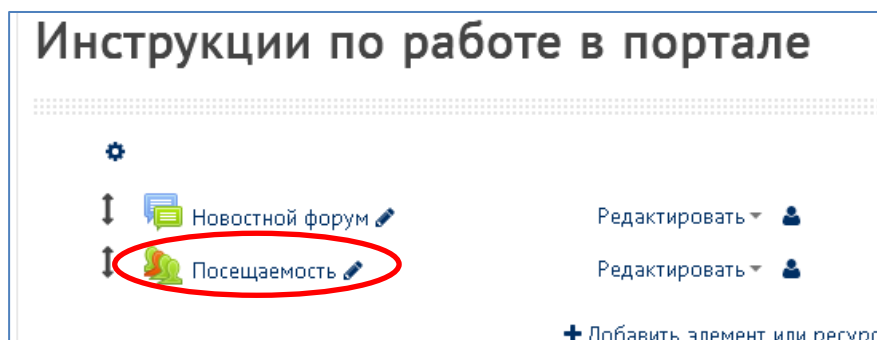 Инструкции по работе в портале
Новостной форум Редактировать
Посещаемость Редактировать
Добавить элемент или ресурс